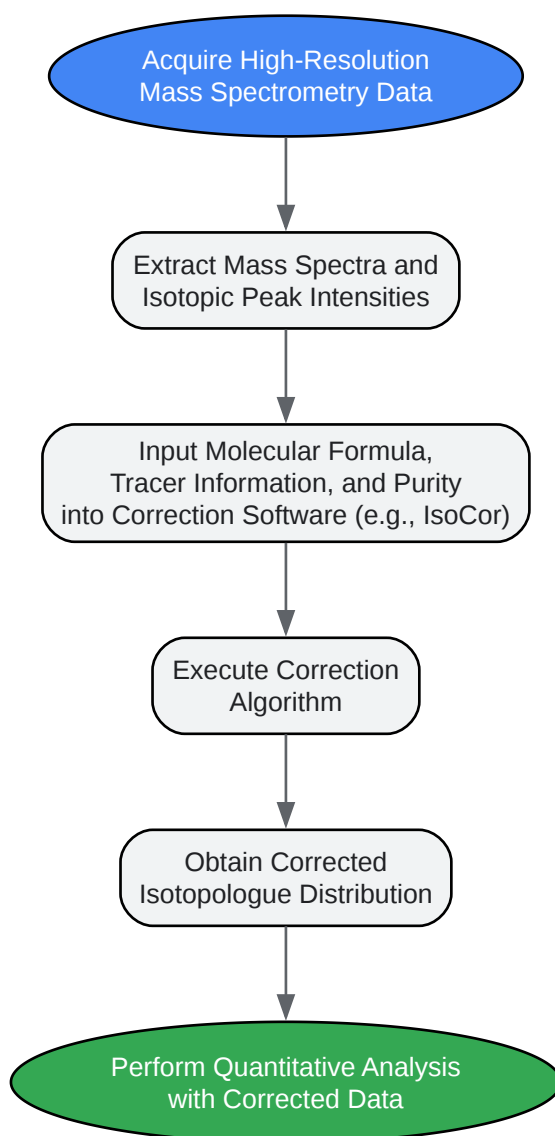 Acquire High-Resolution
Mass Spectrometry Data
Extract Mass Spectra and
Isotopic Peak Intensities
Input Molecular Formula,
Tracer Information, and Purity
into Correction Software (e.g., IsoCor)
Execute Correction
Algorithm
Obtain Corrected
Isotopologue Distribution
Perform Quantitative Analysis
with Corrected Data